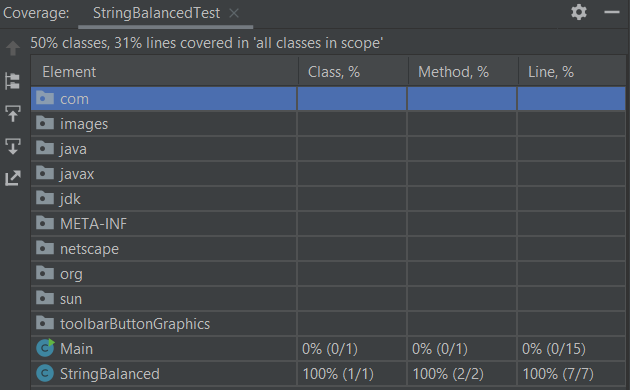 Coverage: StringBalancedTest
50% classes, 31% lines covered in 'all classes in scope'
Element Class, % Method, % Line, %
com
images
java
javax
jdk
META-INF
netscape
org
sun
toolbarButtonGraphics
Main 0% (0/1) 0% (0/1) 0% (0/15)
StringBalanced 100% (1/1) 100% (2/2) 100% (7/7)